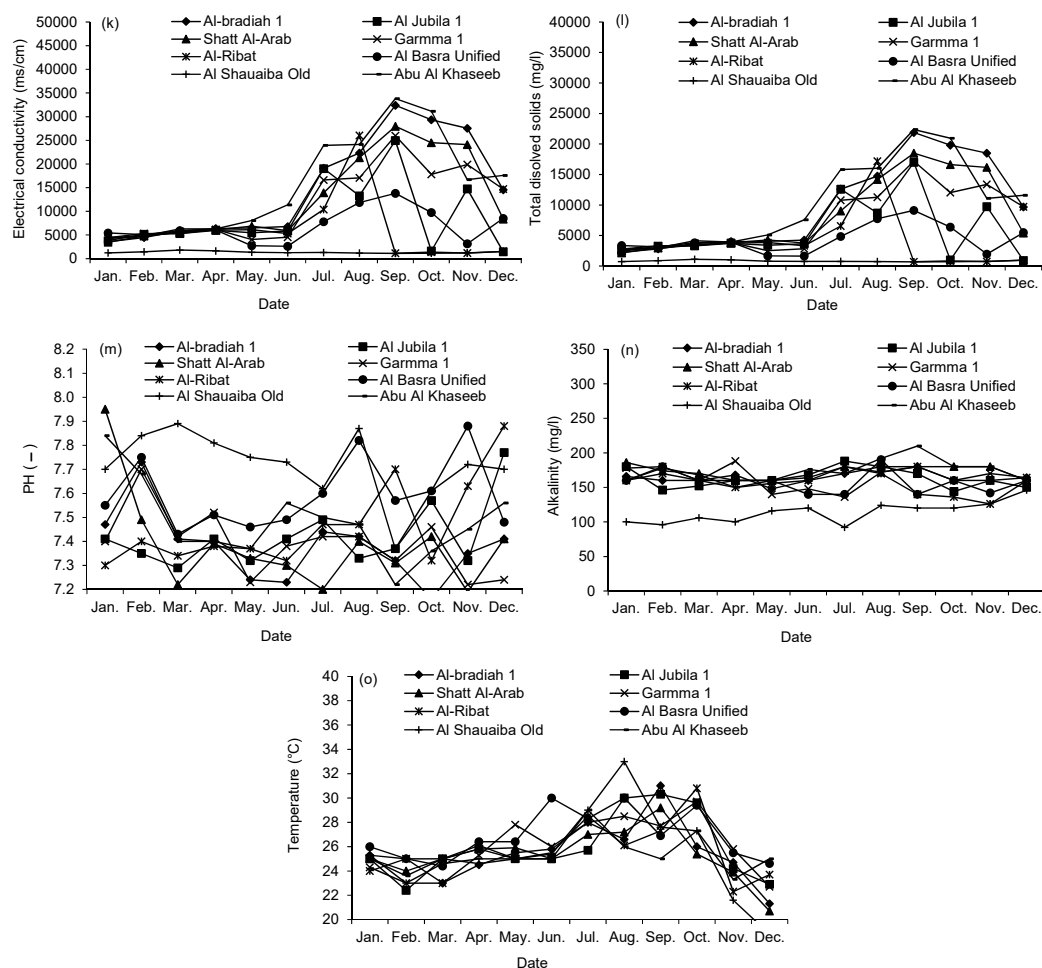 (k)
Al-bradiah 1
Al Jubila 1
Shatt Al-Arab
Garmma 1
Al-Ribat
Al Basra Unified
Al Shauaiba Old
Abu Al Khaseeb
Electrical conductivity (ms/cm)
50000
45000
40000
35000
30000
25000
20000
15000
10000
5000
0
Jan. Feb. Mar. Apr. May. Jun. Jul. Aug. Sep. Oct. Nov. Dec.
Date
(l)
Al-bradiah 1
Al Jubila 1
Shatt Al-Arab
Garmma 1
Al-Ribat
Al Basra Unified
Al Shauaiba Old
Abu Al Khaseeb
Total disolved solids (mg/l)
40000
35000
30000
25000
20000
15000
10000
5000
0
Jan. Feb. Mar. Apr. May. Jun. Jul. Aug. Sep. Oct. Nov. Dec.
Date
(m)
Al-bradiah 1
Al Jubila 1
Shatt Al-Arab
Garmma 1
Al-Ribat
Al Basra Unified
Al Shauaiba Old
Abu Al Khaseeb
PH (–)
8.2
8.1
8.0
7.9
7.8
7.7
7.6
7.5
7.4
7.3
7.2
Jan. Feb. Mar. Apr. May. Jun. Jul. Aug. Sep. Oct. Nov. Dec.
Date
(n)
Al-bradiah 1
Al Jubila 1
Shatt Al-Arab
Garmma 1
Al-Ribat
Al Basra Unified
Al Shauaiba Old
Abu Al Khaseeb
Alkalinity (mg/l)
350
300
250
200
150
100
50
0
Jan. Feb. Mar. Apr. May. Jun. Jul. Aug. Sep. Oct. Nov. Dec.
Date
(o)
Al-bradiah 1
Al Jubila 1
Shatt Al-Arab
Garmma 1
Al-Ribat
Al Basra Unified
Al Shauaiba Old
Abu Al Khaseeb
Temperature (°C)
40
38
36
34
32
30
28
26
24
22
20
Jan. Feb. Mar. Apr. May. Jun. Jul. Aug. Sep. Oct. Nov. Dec.
Date